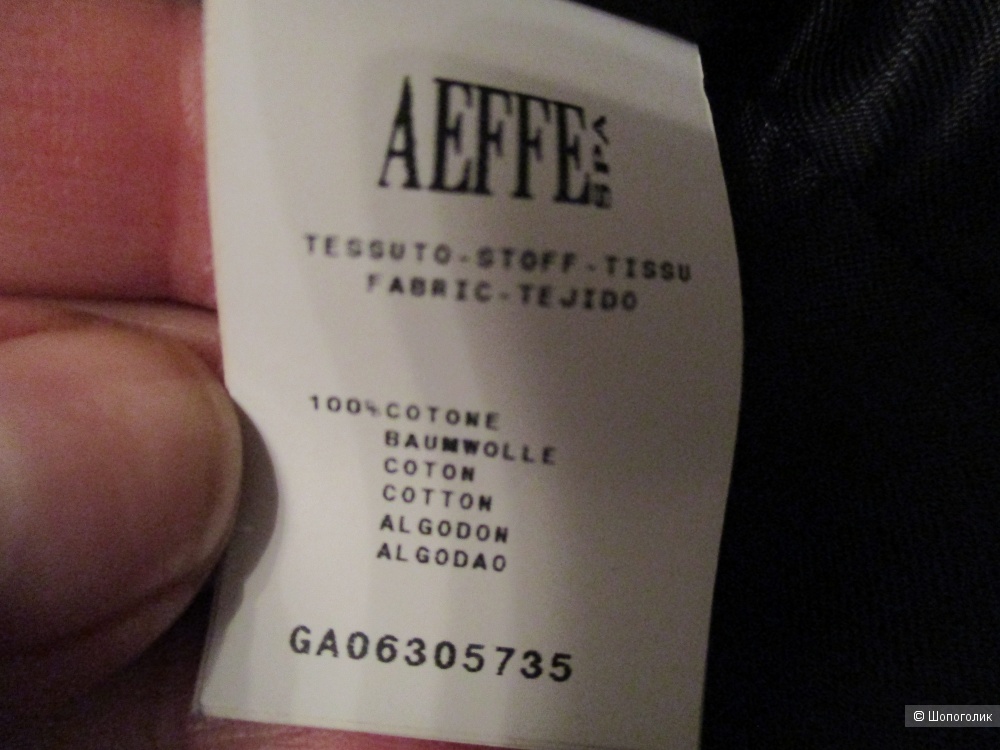 AEFFE SPA
TESSUTO-STOFF-TISSU
FABRIC-TEJIDO
100%COTONE
BAUMWOLLE
COTON
COTTON
ALGODON
ALGODAO
GA06305735
© Шопоголик